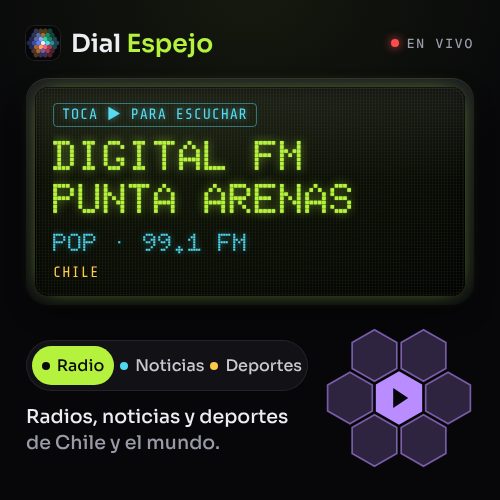 Dial Espejo
EN VIVO
TOCA ▶ PARA ESCUCHAR
DIGITAL FM
PUNTA ARENAS
POP · 99.1 FM
CHILE
Radio
Noticias
Deportes
Radios, noticias y deportes
de Chile y el mundo.